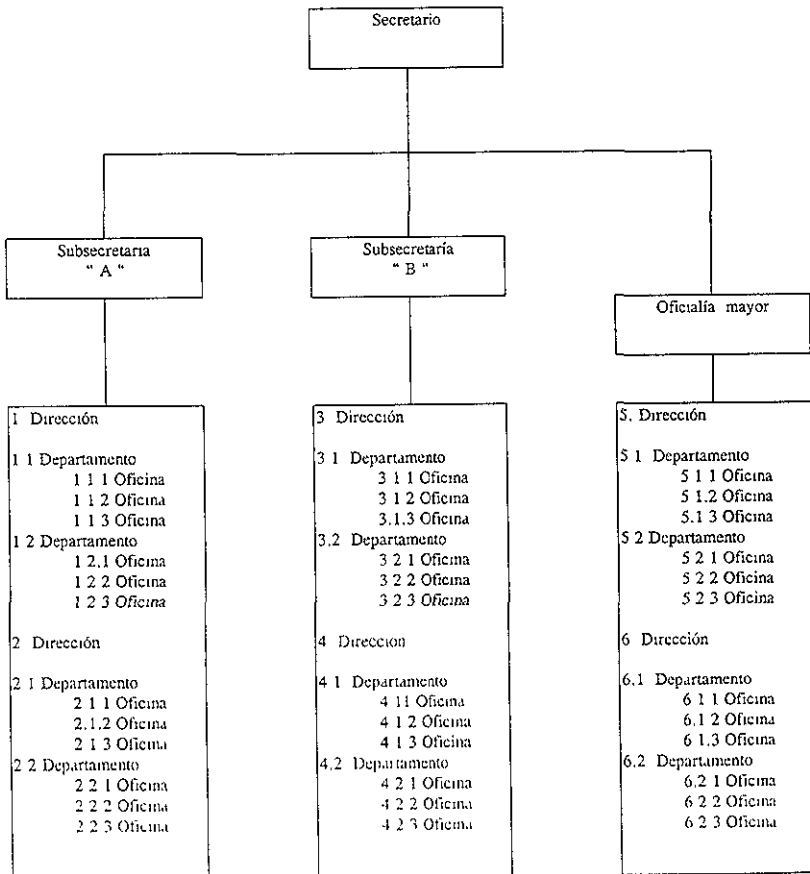 Secretario
Subsecretaria
" A "
Subsecretaría
" B "
Oficialía mayor
1 Dirección
1 1 Departamento
1 1 1 Oficina
1 1 2 Oficina
1 1 3 Oficina
1 2 Departamento
1 2.1 Oficina
1 2 2 Oficina
1 2 3 Oficina
2 Dirección
2 1 Departamento
2 1 1 Oficina
2.1.2 Oficina
2 1 3 Oficina
2 2 Departamento
2 2 1 Oficina
2 2 2 Oficina
2 2 3 Oficina
3 Dirección
3 1 Departamento
3 1 1 Oficina
3 1 2 Oficina
3.1.3 Oficina
3.2 Departamento
3 2 1 Oficina
3 2 2 Oficina
3 2 3 Oficina
4 Direccion
4 1 Departamento
4 11 Oficina
4 1 2 Oficina
4 1 3 Oficina
4.2 Departamento
4 2 1 Oficina
4 2 2 Oficina
4 2 3 Oficina
5. Dirección
5 1 Departamento
5 1 1 Oficina
5 1.2 Oficina
5.1 3 Oficina
5 2 Departamento
5 2 1 Oficina
5 2 2 Oficina
5 2 3 Oficina
6 Dirección
6.1 Departamento
6 1 1 Oficina
6.1 2 Oficina
6 1.3 Oficina
6.2 Departamento
6.2 1 Oficina
6 2 2 Oficina
6 2 3 Oficina